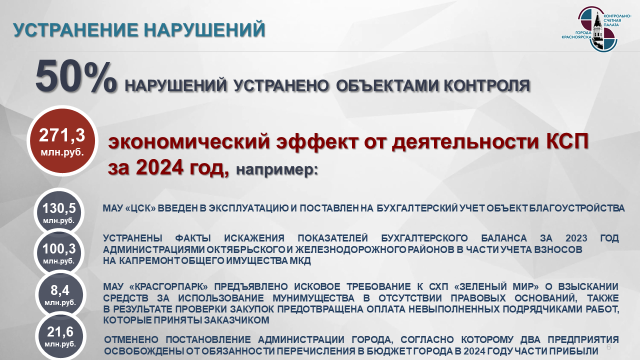 УСТРАНЕНИЕ НАРУШЕНИЙ
КОНТРОЛЬНО-
СЧЕТНАЯ
ПАЛАТА
ГОРОДА
КРАСНОЯРСКА
50% НАРУШЕНИЙ УСТРАНЕНО ОБЪЕКТАМИ КОНТРОЛЯ
271,3
млн.руб.
экономический эффект от деятельности КСП
за 2024 год, например:
130,5
млн.руб.
МАУ «ЦСК» ВВЕДЕН В ЭКСПЛУАТАЦИЮ И ПОСТАВЛЕН НА БУХГАЛТЕРСКИЙ УЧЕТ ОБЪЕКТ БЛАГОУСТРОЙСТВА
100,3
млн.руб.
УСТРАНЕНЫ ФАКТЫ ИСКАЖЕНИЯ ПОКАЗАТЕЛЕЙ БУХГАЛТЕРСКОГО БАЛАНСА ЗА 2023 ГОД
АДМИНИСТРАЦИЯМИ ОКТЯБРЬСКОГО И ЖЕЛЕЗНОДОРОЖНОГО РАЙОНОВ В ЧАСТИ УЧЕТА ВЗНОСОВ
НА КАПРЕМОНТ ОБЩЕГО ИМУЩЕСТВА МКД
8,4
млн.руб.
МАУ «КРАСГОРПАРК» ПРЕДЪЯВЛЕНО ИСКОВОЕ ТРЕБОВАНИЕ К СХП «ЗЕЛЕНЫЙ МИР» О ВЗЫСКАНИИ
СРЕДСТВ ЗА ИСПОЛЬЗОВАНИЕ МУНИМУЩЕСТВА В ОТСУТСТВИИ ПРАВОВЫХ ОСНОВАНИЙ, ТАКЖЕ
В РЕЗУЛЬТАТЕ ПРОВЕРКИ ЗАКУПОК ПРЕДОТВРАЩЕНА ОПЛАТА НЕВЫПОЛНЕННЫХ ПОДРЯДЧИКАМИ РАБОТ,
КОТОРЫЕ ПРИНЯТЫ ЗАКАЗЧИКОМ
21,6
млн.руб.
ОТМЕНЕНО ПОСТАНОВЛЕНИЕ АДМИНИСТРАЦИИ ГОРОДА, СОГЛАСНО КОТОРОМУ ДВА ПРЕДПРИЯТИЯ
ОСВОБОЖДЕНЫ ОТ ОБЯЗАННОСТИ ПЕРЕЧИСЛЕНИЯ В БЮДЖЕТ ГОРОДА В 2024 ГОДУ ЧАСТИ ПРИБЫЛИ